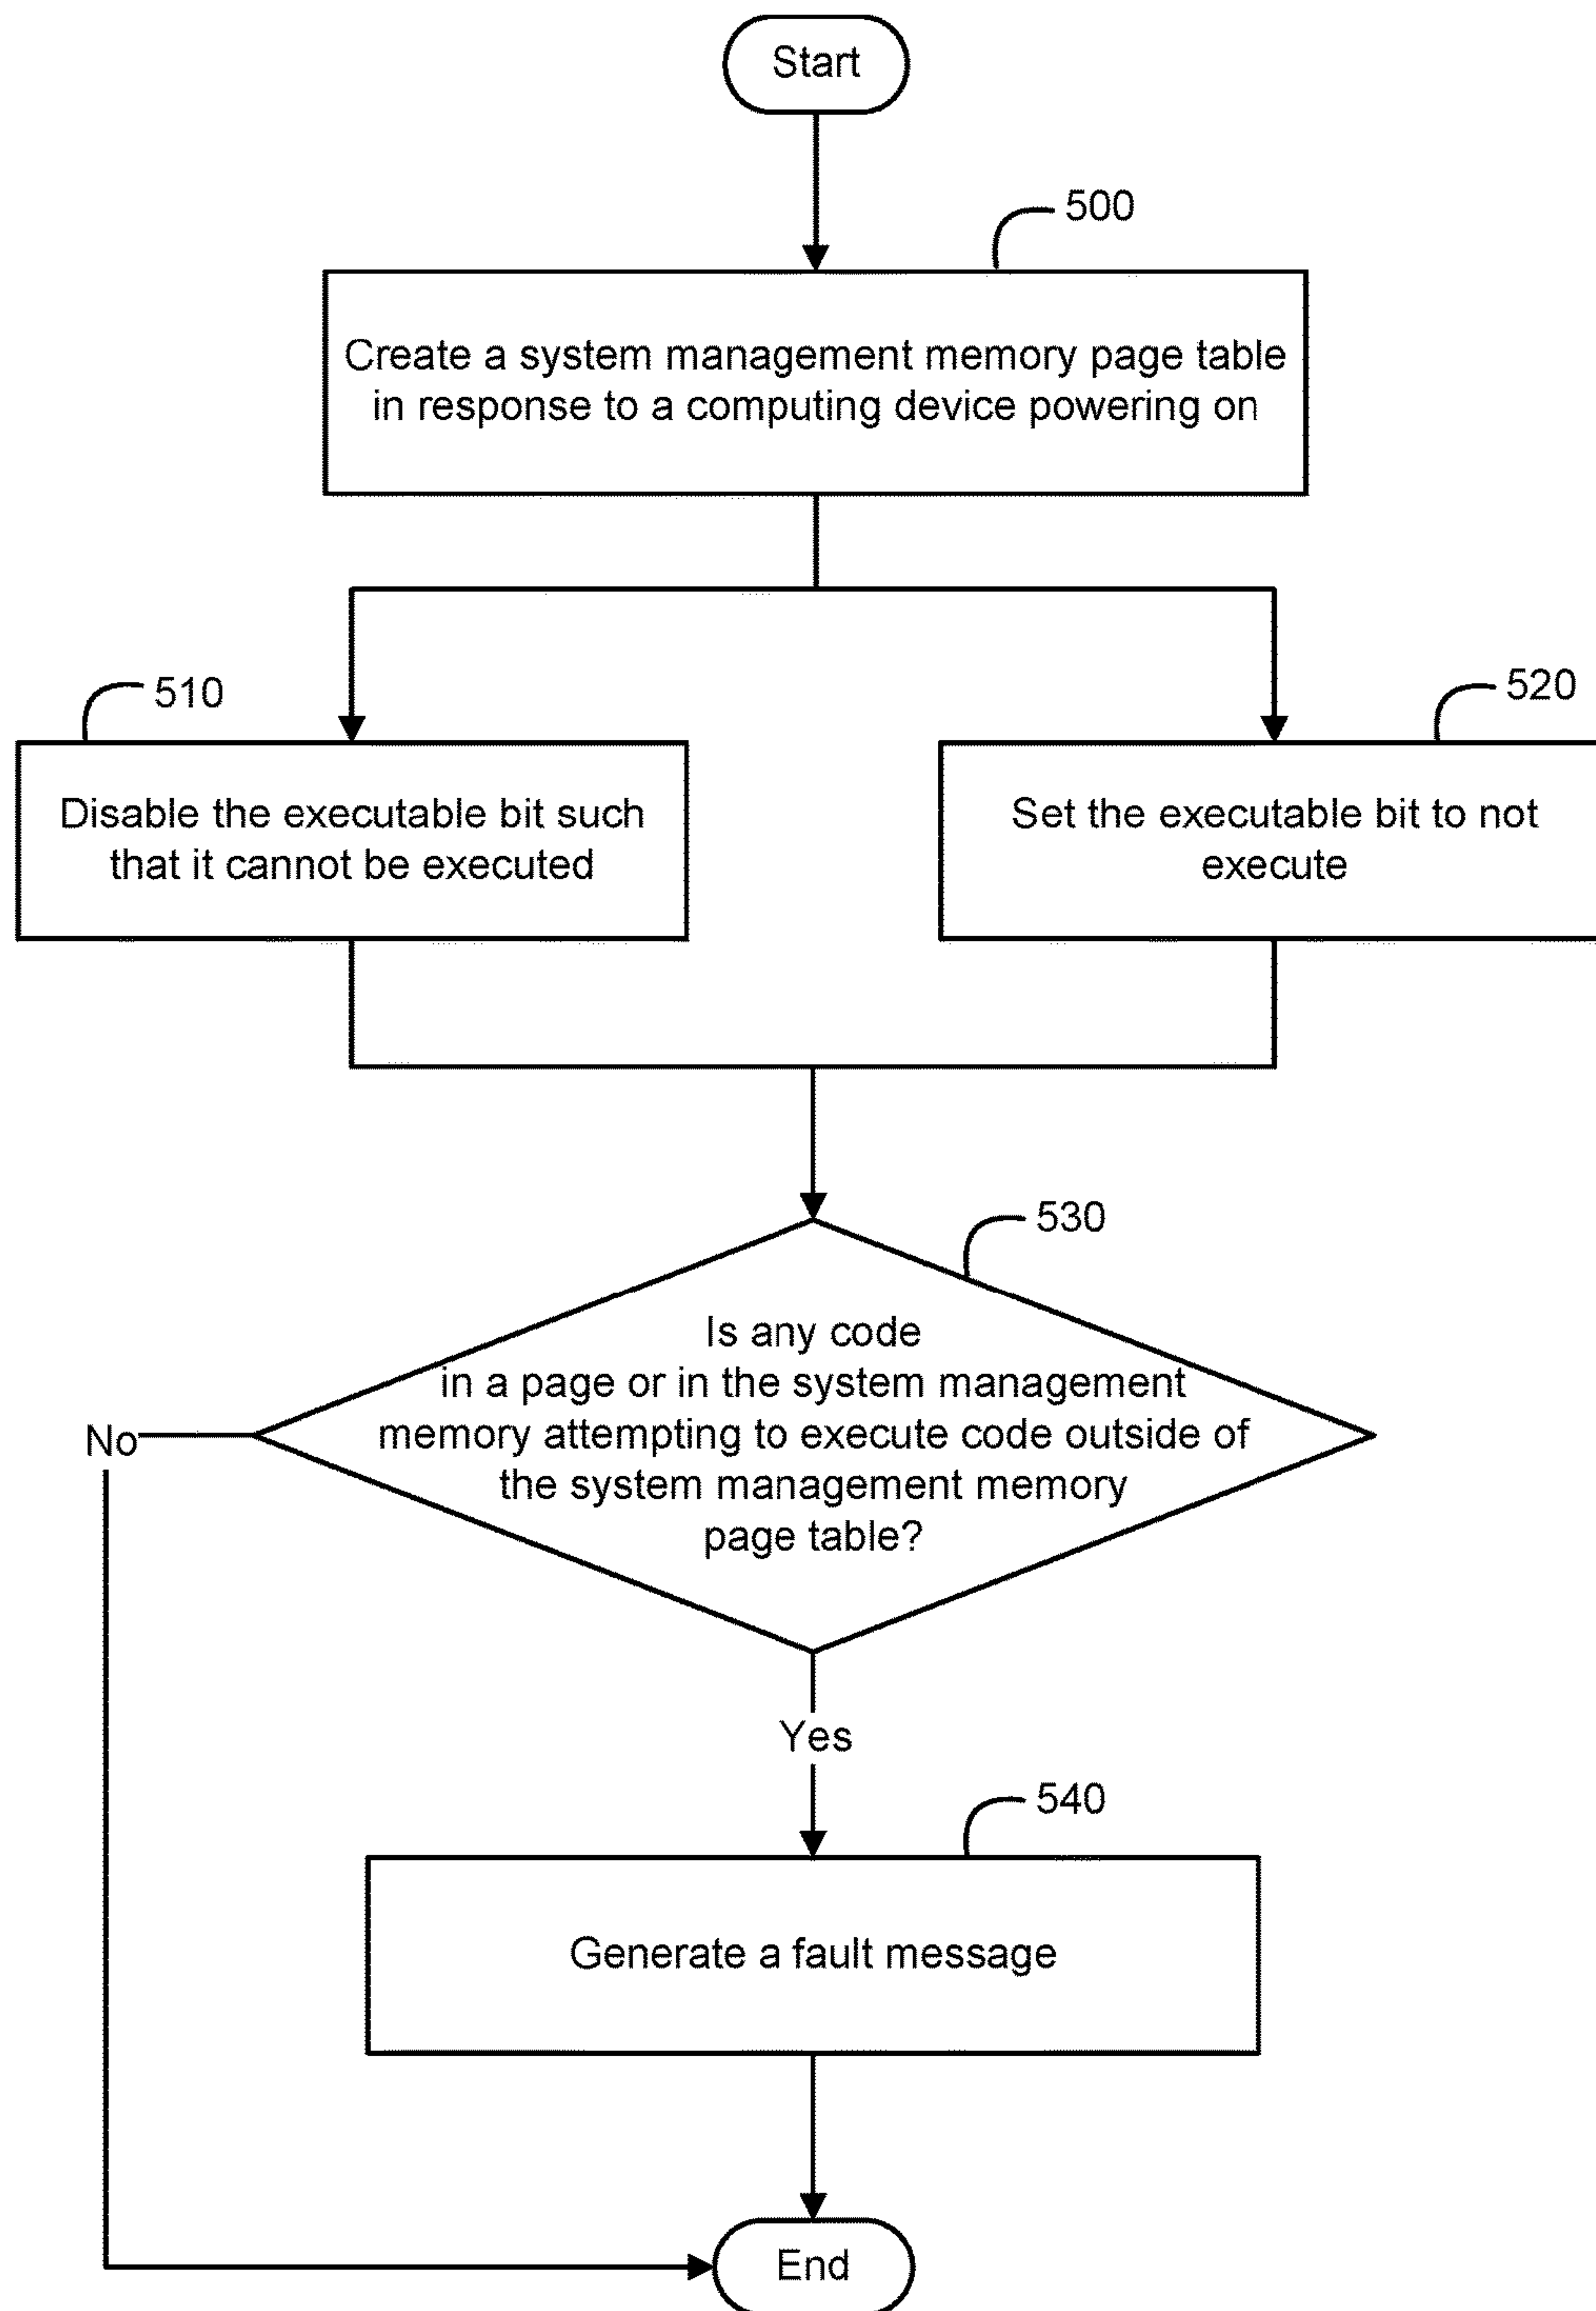 Start
500
Create a system management memory page table
in response to a computing device powering on
510
520
Disable the executable bit such
that it cannot be executed
Set the executable bit to not
execute
530
Is any code
in a page or in the system management
memory attempting to execute code outside of
the system management memory
page table?
No
Yes
540
Generate a fault message
End